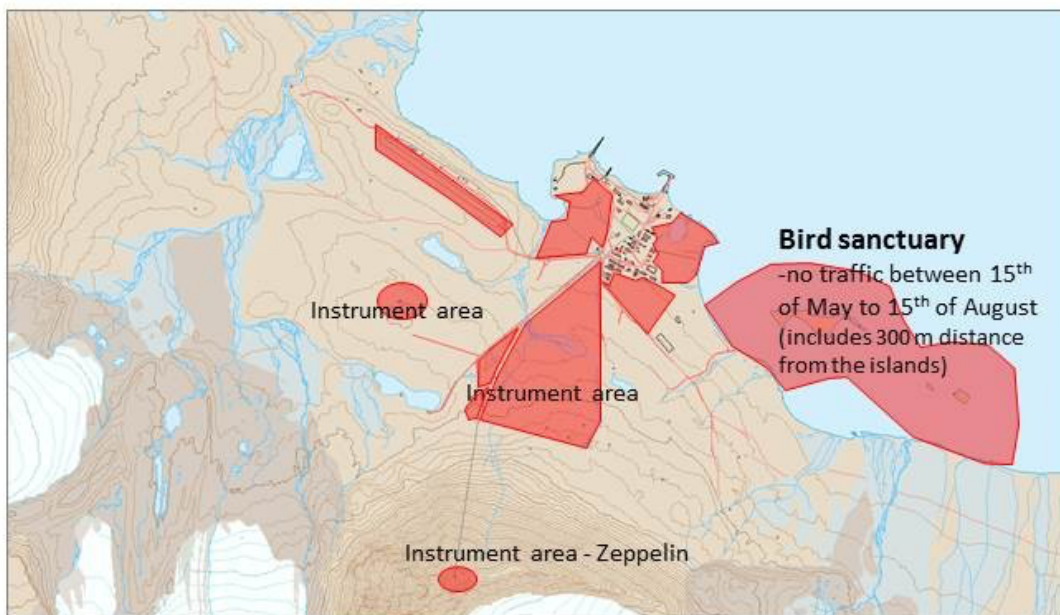 Bird sanctuary
-no traffic between 15th
of May to 15th of August
(includes 300 m distance
from the islands)
Instrument area
Instrument area
Instrument area - Zeppelin